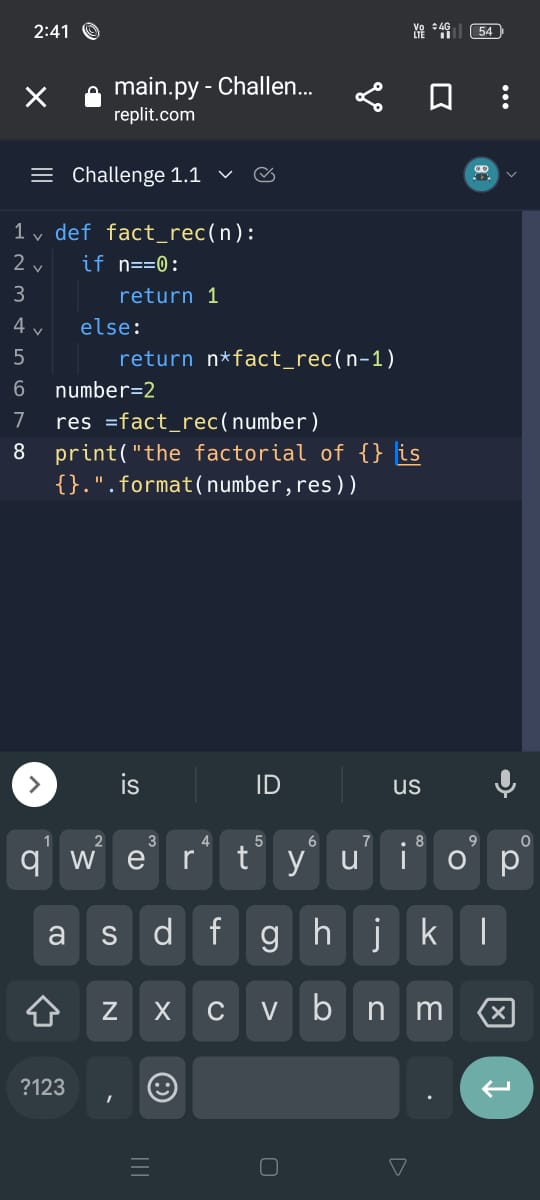 2:41
Vo LTE 4G 54
main.py - Challen...
replit.com
Challenge 1.1
1 def fact_rec(n):
2 if n==0:
3 return 1
4 else:
5 return n*fact_rec(n-1)
6 number=2
7 res =fact_rec(number)
8 print("the factorial of {} is
{}.".format(number,res))
is ID us
1 2 3 4 5 6 7 8 9 0
q w e r t y u i o p
a s d f g h j k l
z x c v b n m
?123 , .